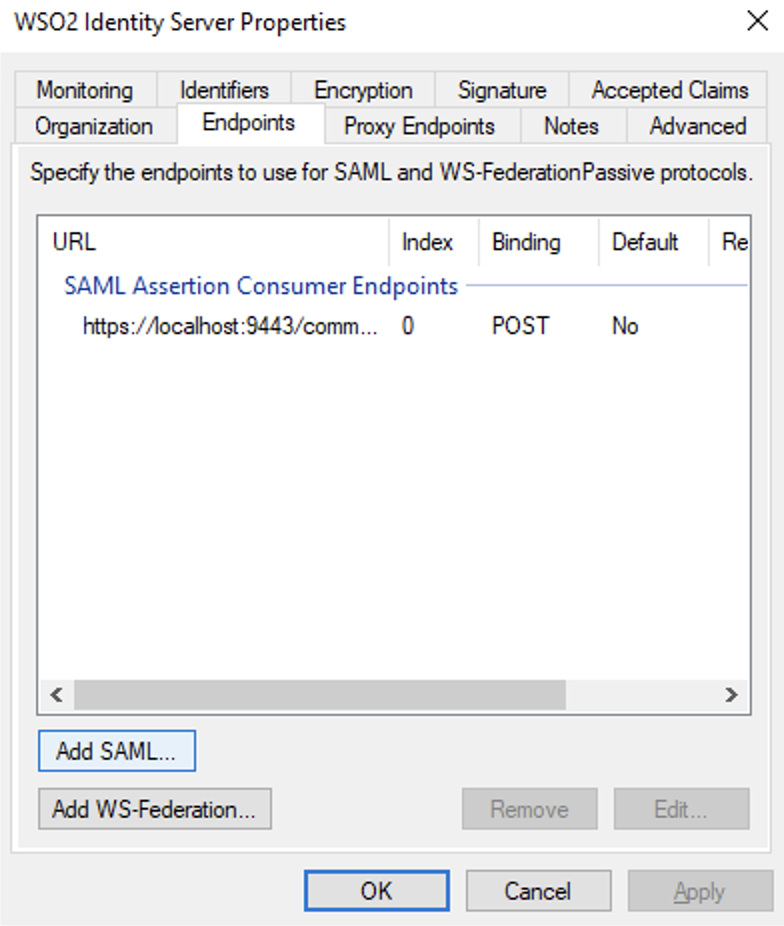 WSO2 Identity Server Properties
Monitoring Identifiers Encryption Signature Accepted Claims
Organization Endpoints Proxy Endpoints Notes Advanced
Specify the endpoints to use for SAML and WS-FederationPassive protocols.
URL Index Binding Default Re
SAML Assertion Consumer Endpoints
https://localhost:9443/comm... 0 POST No
Add SAML...
Add WS-Federation... Remove Edit...
OK Cancel Apply